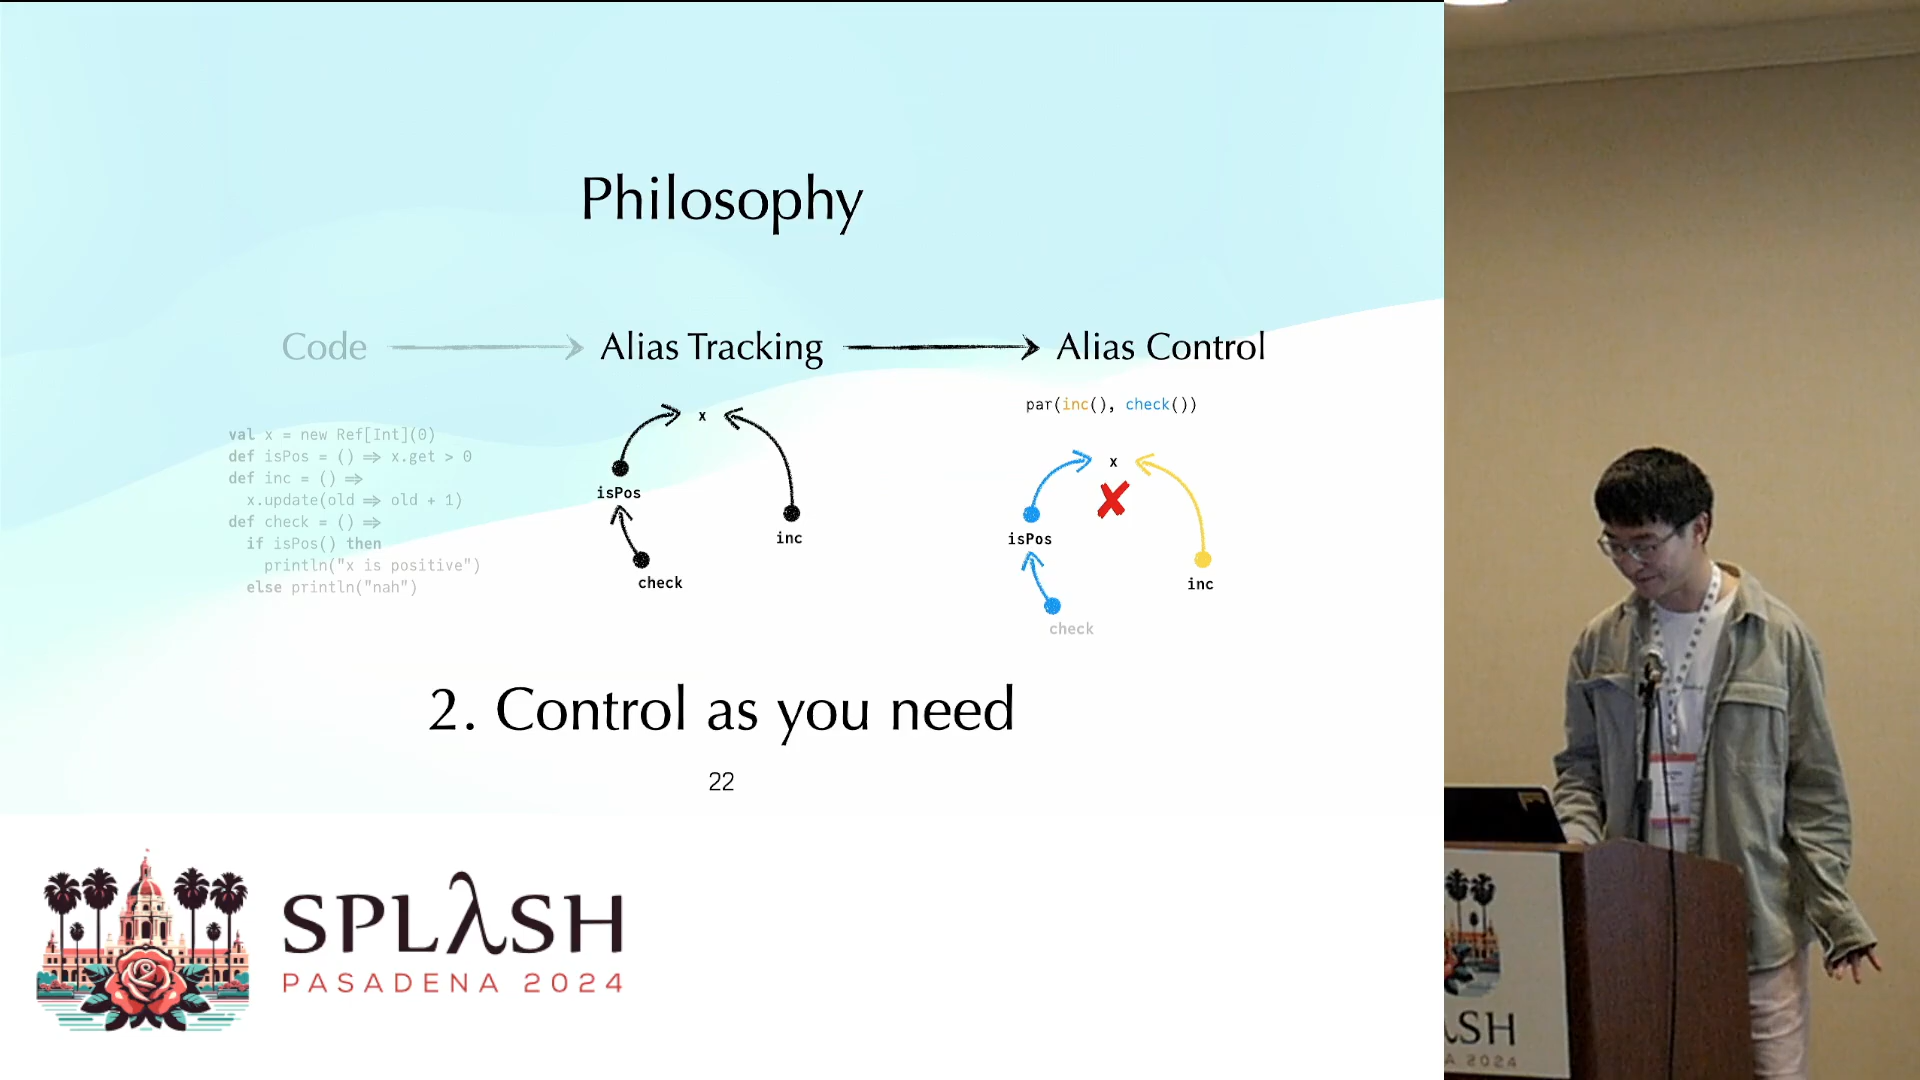 Philosophy
Code
Alias Tracking
Alias Control
val x = new Ref[Int](0)
def isPos = () ⇒ x.get > 0
def inc = () ⇒
x.update(old ⇒ old + 1)
def check = () ⇒
if isPos() then
println("x is positive")
else println("nah")
x
isPos
inc
check
par(inc(), check())
x
isPos
inc
check
2. Control as you need
22
SPLλSH
PASADENA 2024
λSH
A 2024